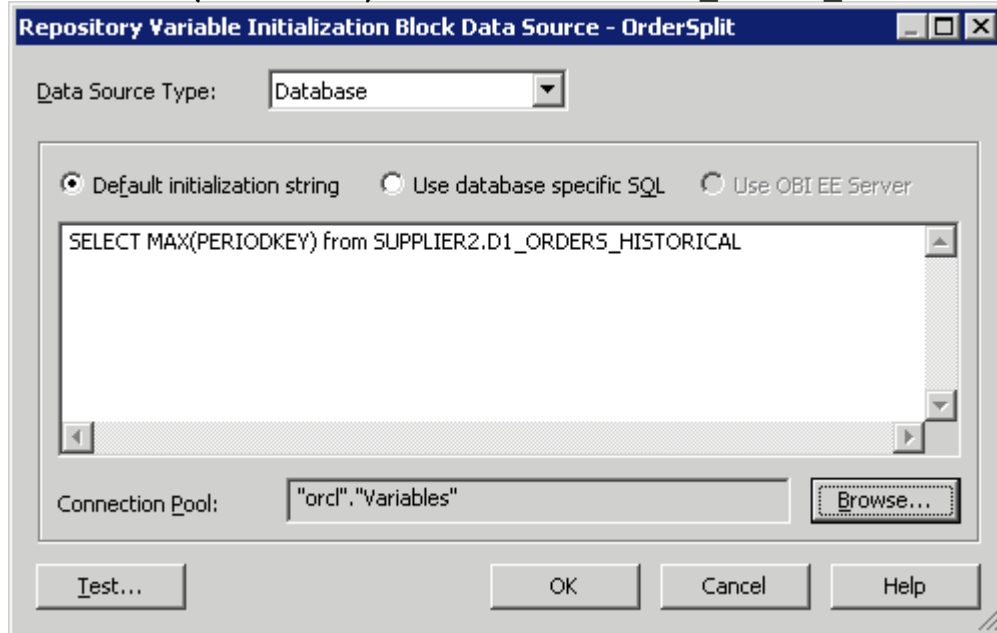 Repository Variable Initialization Block Data Source - OrderSplit
Data Source Type: Database
Default initialization string Use database specific SQL Use OBI EE Server
SELECT MAX(PERIODKEY) from SUPPLIER2.D1_ORDERS_HISTORICAL
Connection Pool: "orcl"."Variables" Browse...
Test... OK Cancel Help